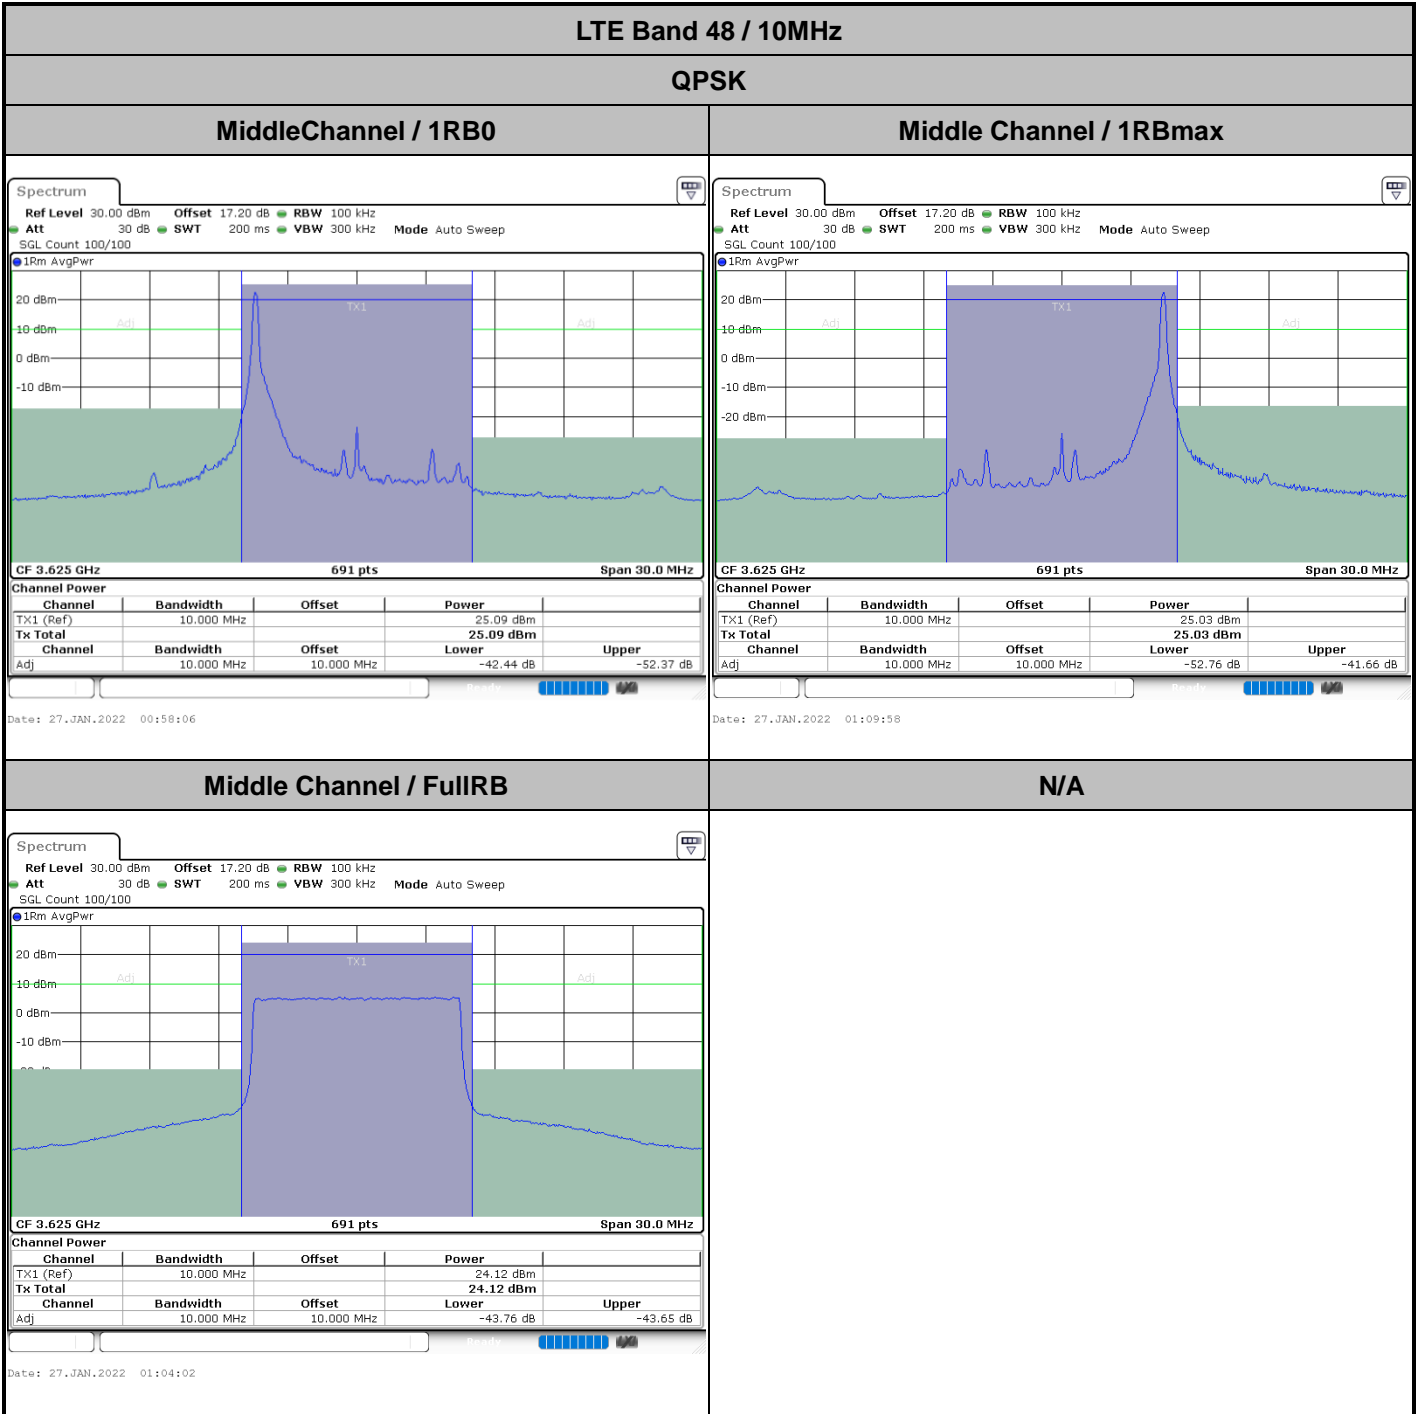 LTE Band 48 / 10MHz
QPSK
MiddleChannel / 1RB0
Middle Channel / 1RBmax
Spectrum
Ref Level 30.00 dBm Offset 17.20 dB RBW 100 kHz
Att 30 dB SWT 200 ms VBW 300 kHz Mode Auto Sweep
SGL Count 100/100
1Rm AvgPwr
20 dBm
10 dBm
0 dBm
-10 dBm
Adj
TX1
Adj
CF 3.625 GHz 691 pts Span 30.0 MHz
Channel Power
Channel Bandwidth Offset Power
TX1 (Ref) 10.000 MHz 25.09 dBm
Tx Total 25.09 dBm
Channel Bandwidth Offset Lower Upper
Adj 10.000 MHz 10.000 MHz -42.44 dB -52.37 dB
Ready
Date: 27.JAN.2022 00:58:06
Spectrum
Ref Level 30.00 dBm Offset 17.20 dB RBW 100 kHz
Att 30 dB SWT 200 ms VBW 300 kHz Mode Auto Sweep
SGL Count 100/100
1Rm AvgPwr
20 dBm
10 dBm
0 dBm
-10 dBm
-20 dBm
Adj
TX1
Adj
CF 3.625 GHz 691 pts Span 30.0 MHz
Channel Power
Channel Bandwidth Offset Power
TX1 (Ref) 10.000 MHz 25.03 dBm
Tx Total 25.03 dBm
Channel Bandwidth Offset Lower Upper
Adj 10.000 MHz 10.000 MHz -52.76 dB -41.66 dB
Ready
Date: 27.JAN.2022 01:09:58
Middle Channel / FullRB
N/A
Spectrum
Ref Level 30.00 dBm Offset 17.20 dB RBW 100 kHz
Att 30 dB SWT 200 ms VBW 300 kHz Mode Auto Sweep
SGL Count 100/100
1Rm AvgPwr
20 dBm
10 dBm
0 dBm
-10 dBm
Adj
TX1
Adj
CF 3.625 GHz 691 pts Span 30.0 MHz
Channel Power
Channel Bandwidth Offset Power
TX1 (Ref) 10.000 MHz 24.12 dBm
Tx Total 24.12 dBm
Channel Bandwidth Offset Lower Upper
Adj 10.000 MHz 10.000 MHz -43.76 dB -43.65 dB
Ready
Date: 27.JAN.2022 01:04:02